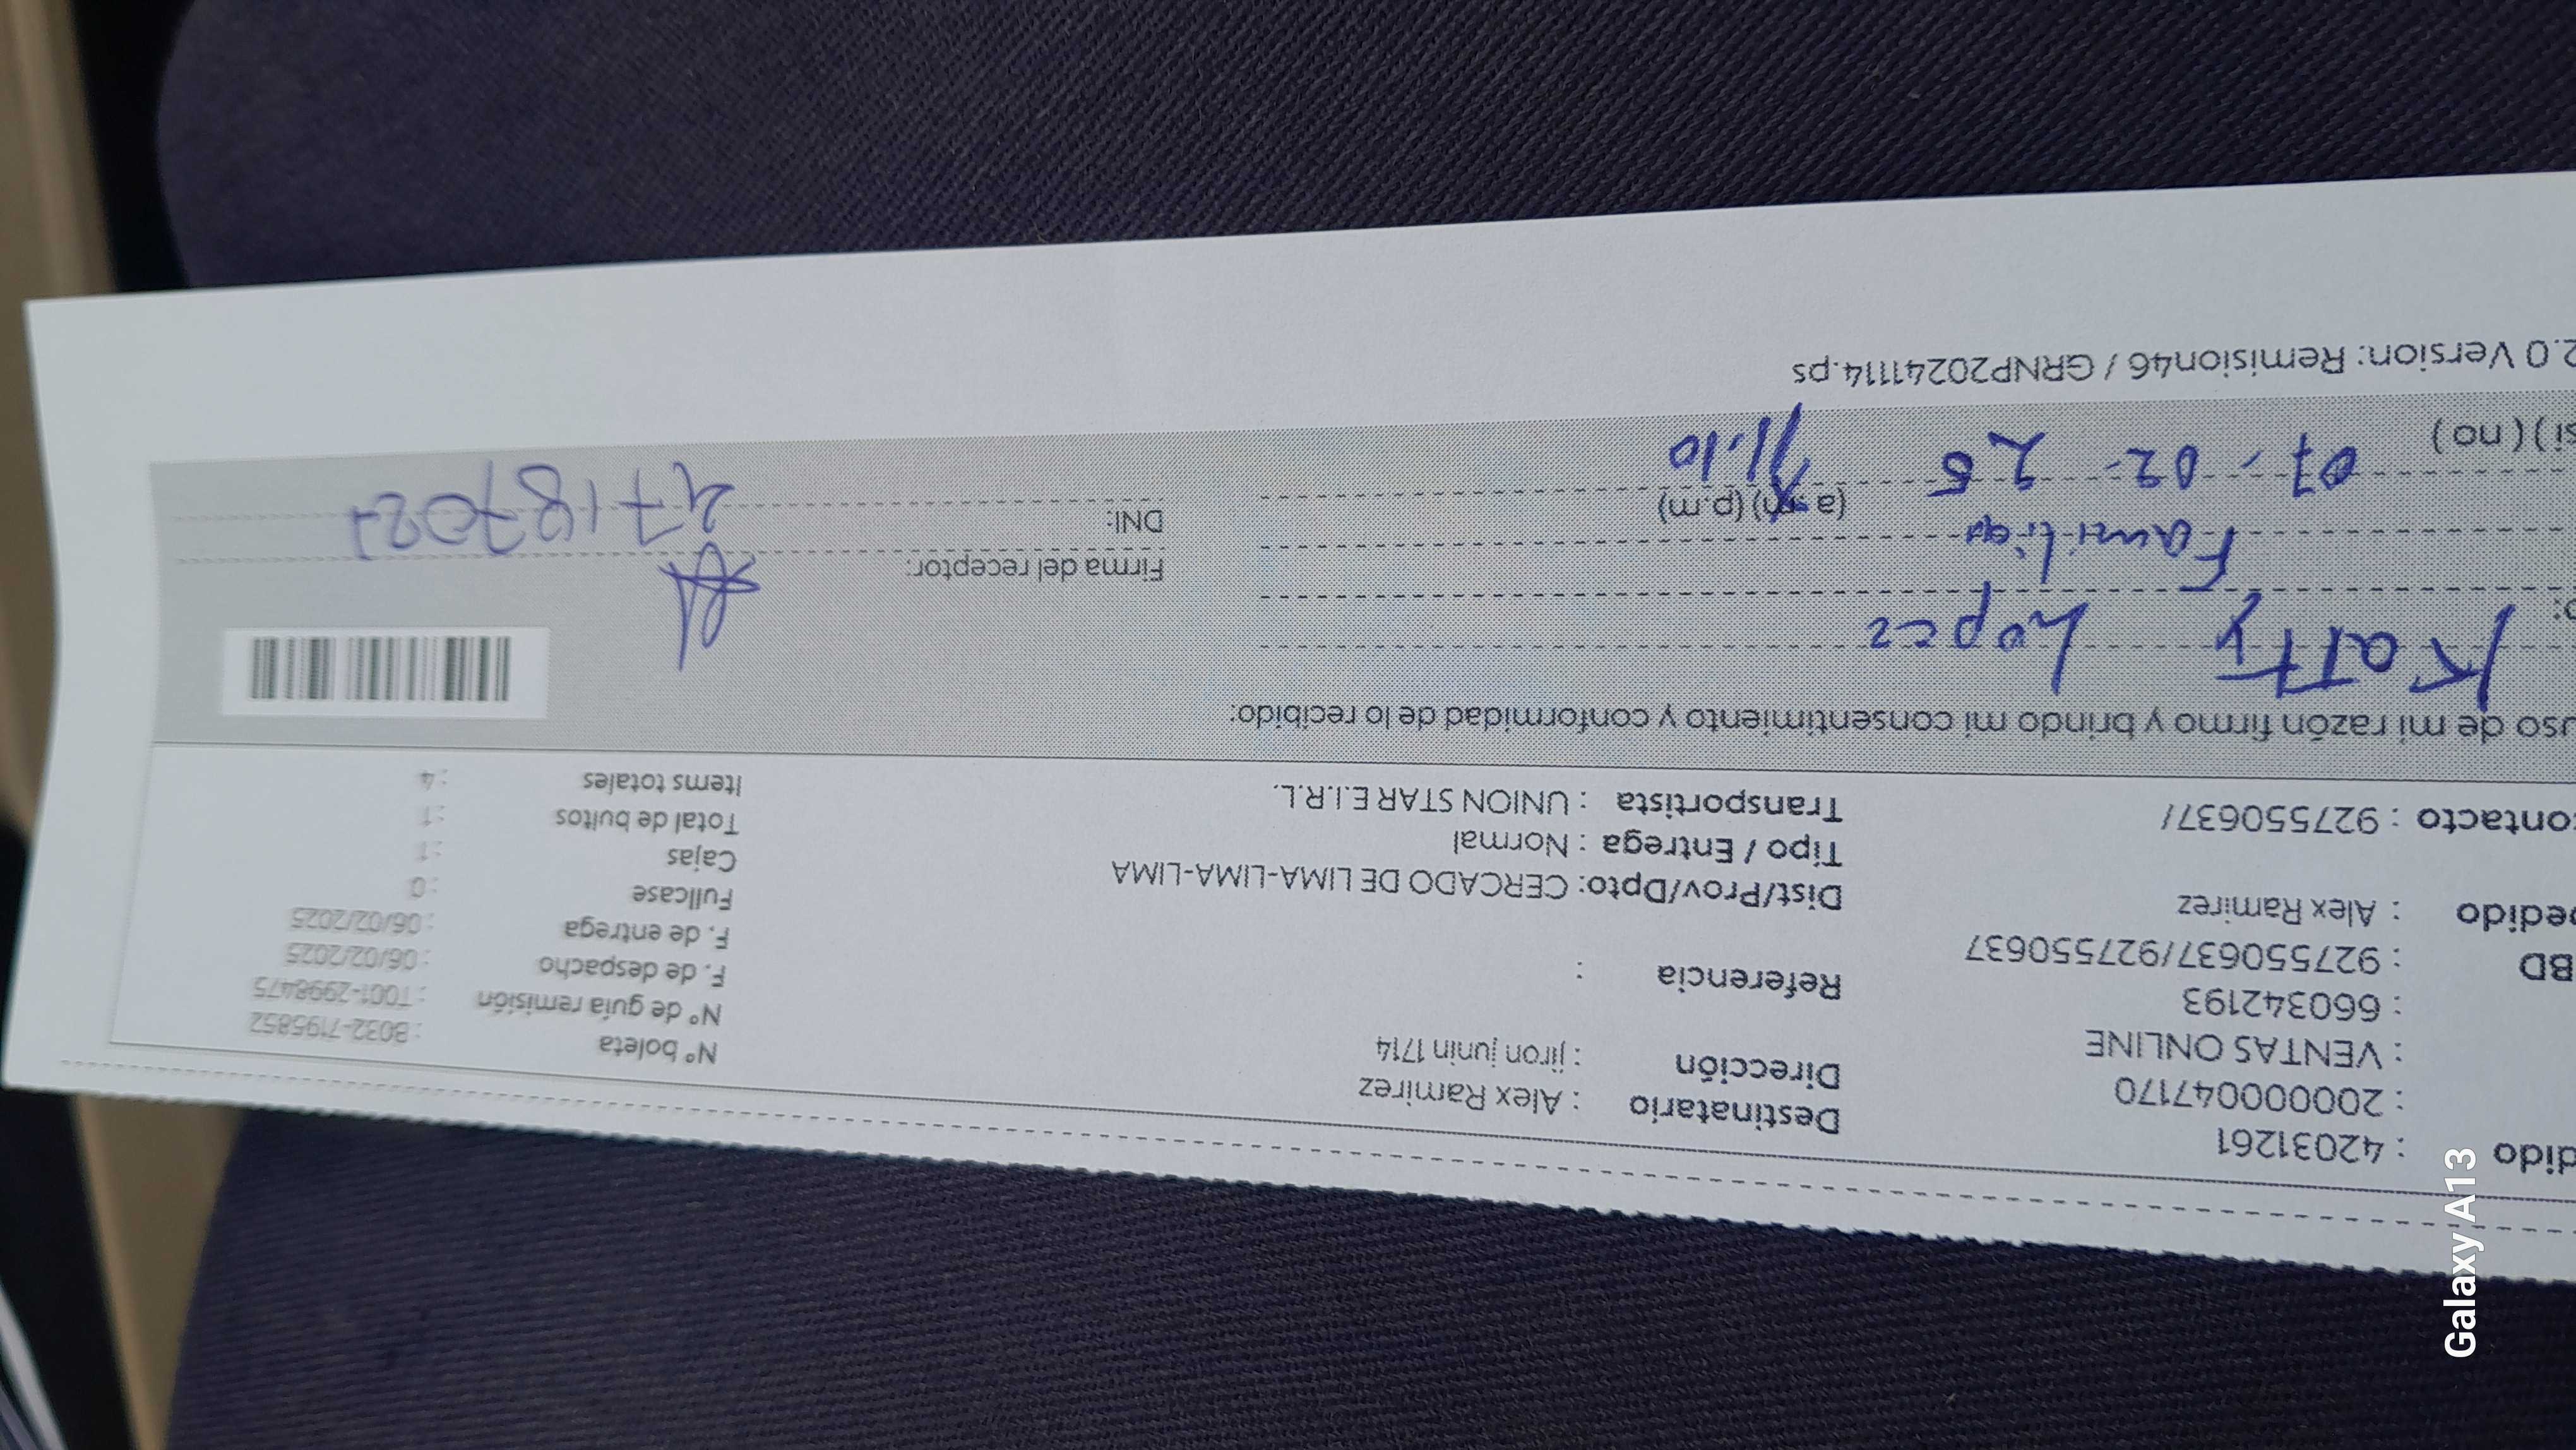 dido : 42031261
: 200000047170
: VENTAS ONLINE
: 660342193
BD : 927550637/927550637
pedido : Alex Ramirez
ontacto : 927550637/
Destinatario : Alex Ramirez
Dirección : jiron junin 1714
Referencia :
Dist/Prov/Dpto: CERCADO DE LIMA-LIMA-LIMA
Tipo / Entrega : Normal
Transportista : UNION STAR E.I.R.L.
N° boleta : B032-7195852
N° de guía remisión : T001-2998475
F. de despacho : 06/02/2025
F. de entrega : 06/02/2025
Fullcase : 0
Cajas : 1
Total de bultos : 1
Items totales : 4
uso de mi razón firmo y brindo mi consentimiento y conformidad de lo recibido:
Katty Lopez
Familiar
07-02-25 (a.m) (p.m) 11.10
si ) ( no )
Firma del receptor:
DNI:
2.0 Version: Remision46 / GRNP20241114.ps
Galaxy A13